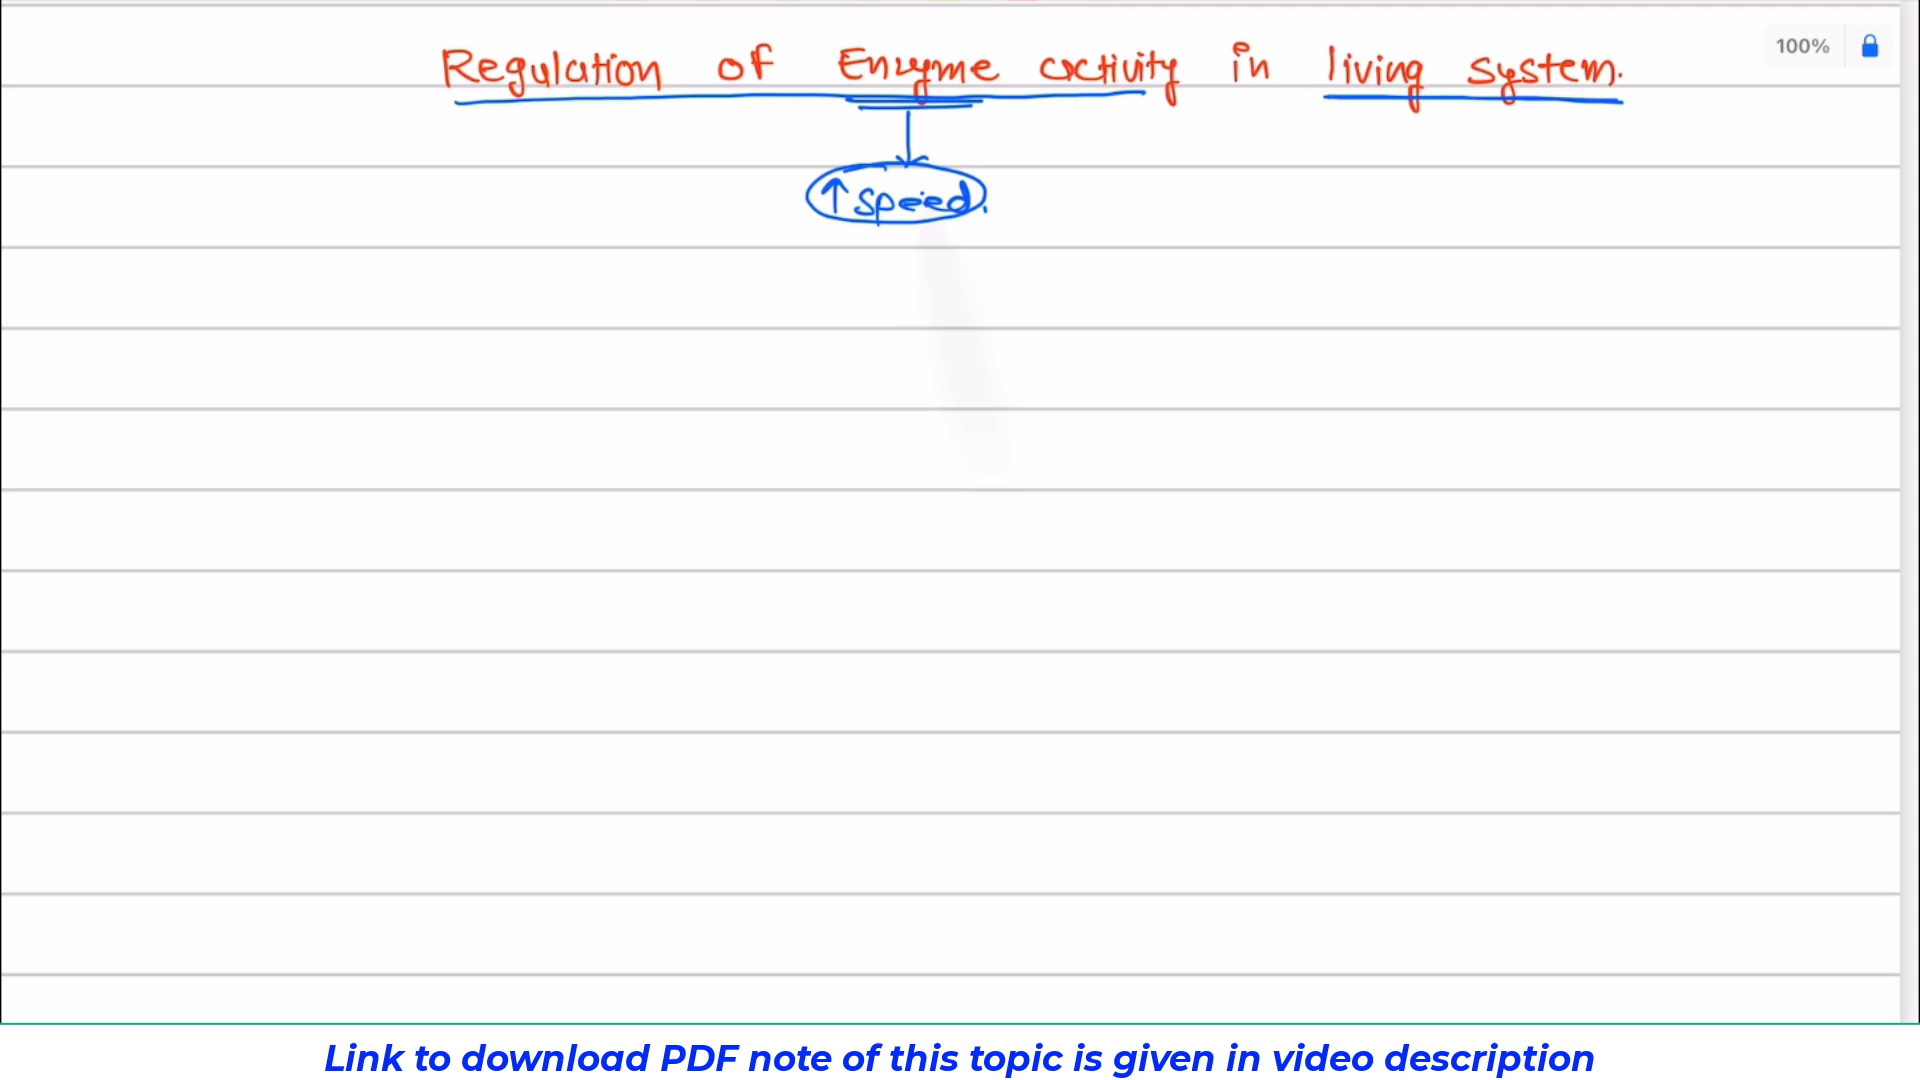 Regulation of Enzyme activity in living system.
100%
↑ speed.
Link to download PDF note of this topic is given in video description